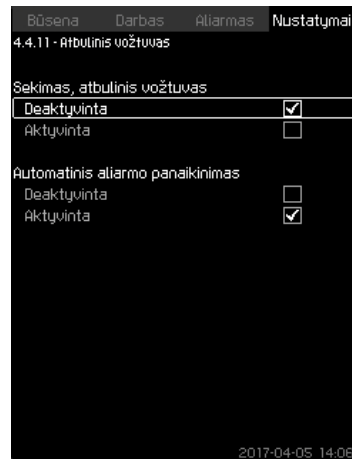 Būsena Darbas Aliarmas Nustatymai
4.4.11 - Atbulinis vožtuvas
Sekimas, atbulinis vožtuvas
Deaktyvinta
Aktyvinta
Automatinis aliarmo panaikinimas
Deaktyvinta
Aktyvinta
2017-04-05 14:06